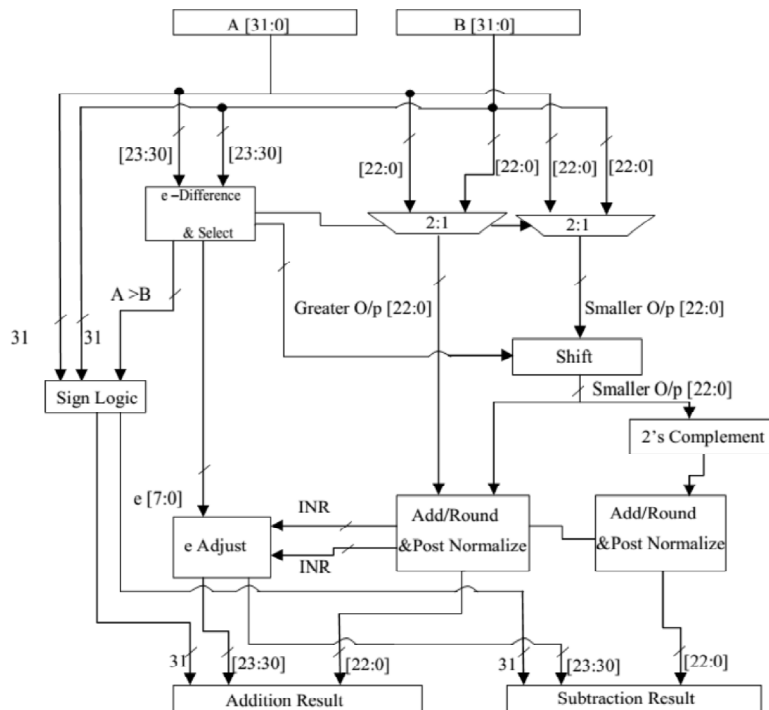 A [31:0]
B [31:0]
[23:30]
[23:30]
[22:0]
[22:0]
[22:0]
[22:0]
e –Difference
& Select
2:1
2:1
A >B
Greater O/p [22:0]
Smaller O/p [22:0]
31
31
Shift
Sign Logic
Smaller O/p [22:0]
2's Complement
e [7:0]
INR
Add/Round
&Post Normalize
Add/Round
&Post Normalize
e Adjust
INR
31
[23:30]
[22:0]
31
[23:30]
[22:0]
Addition Result
Subtraction Result